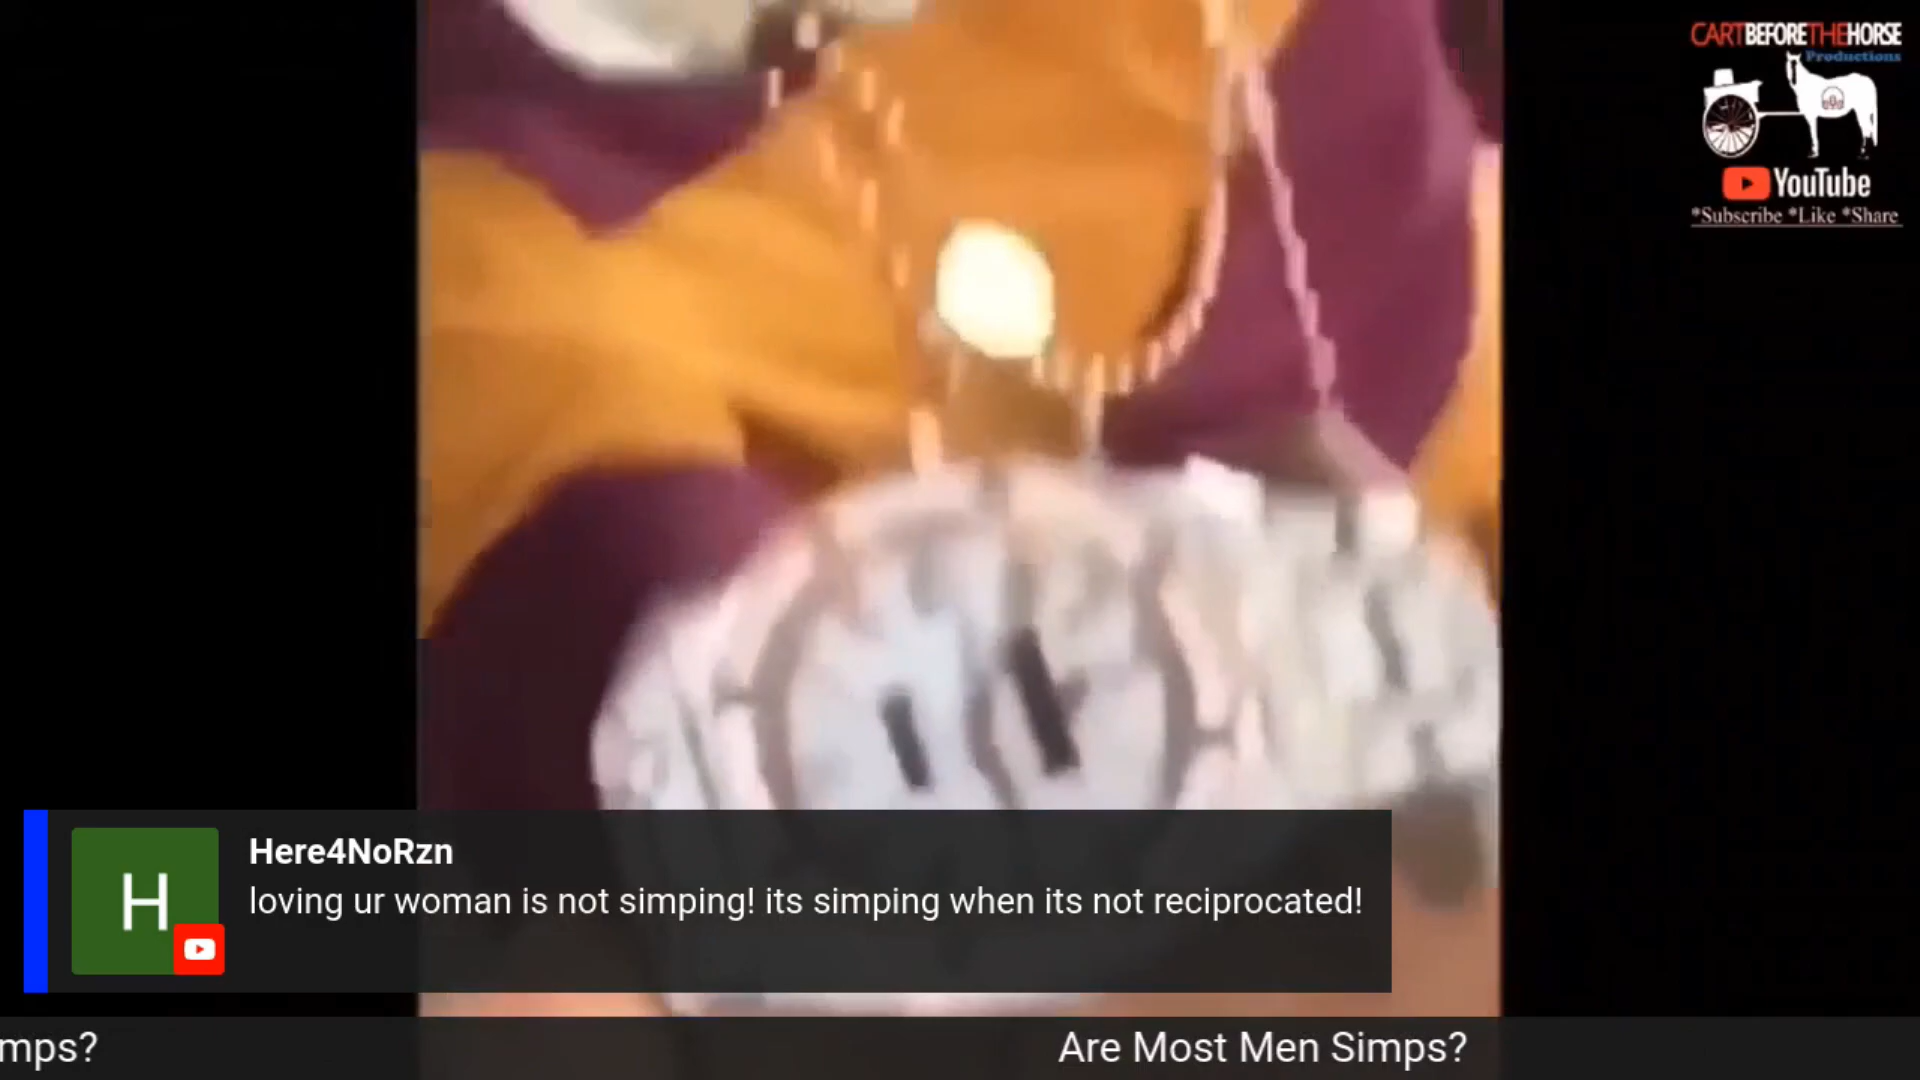 CARTBEFORETHEHORSE
Productions
YouTube
*Subscribe *Like *Share
H
Here4NoRzn
loving ur woman is not simping! its simping when its not reciprocated!
mps?
Are Most Men Simps?